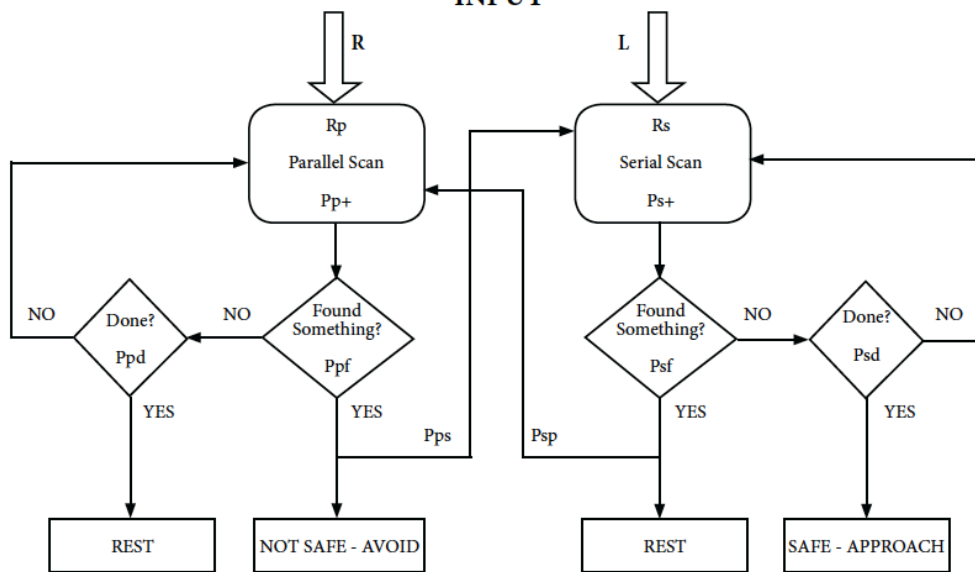 INPUT
R
L
Rp
Parallel Scan
Pp+
Rs
Serial Scan
Ps+
NO
Done?
Ppd
NO
Found
Something?
Ppf
Found
Something?
Psf
NO
Done?
Psd
NO
YES
YES
Pps
Psp
YES
YES
REST
NOT SAFE - AVOID
REST
SAFE - APPROACH